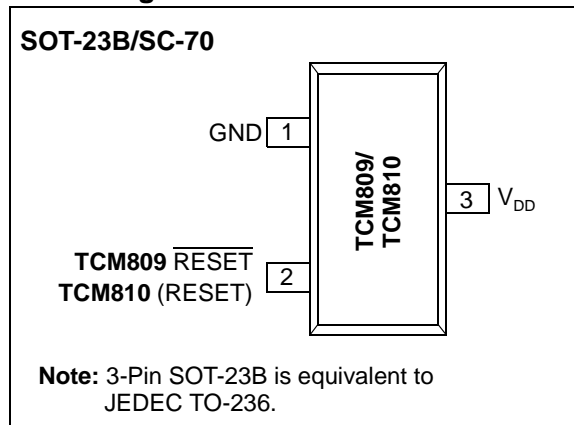 SOT-23B/SC-70
GND 1
TCM809/
TCM810
3 VDD
TCM809 RESET
2
TCM810 (RESET)
Note: 3-Pin SOT-23B is equivalent to
JEDEC TO-236.